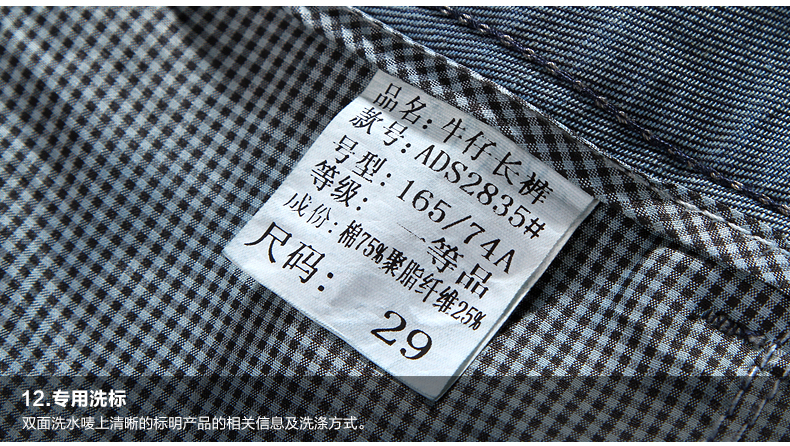 品名: 牛仔长裤
款号: ADS2835#
号型: 165/74A
等级: 一等品
成份: 棉75%聚脂纤维25%
尺码: 29
12.专用洗标
双面洗水唛上清晰的标明产品的相关信息及洗涤方式。